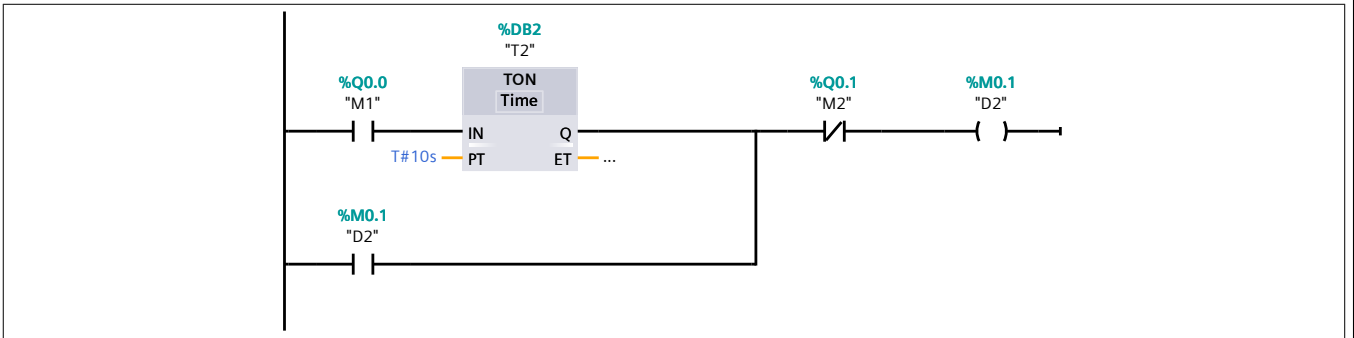 %DB2
"T2"
%Q0.0
"M1"
TON
Time
IN
Q
T#10s
PT
ET
...
%Q0.1
"M2"
%M0.1
"D2"
%M0.1
"D2"